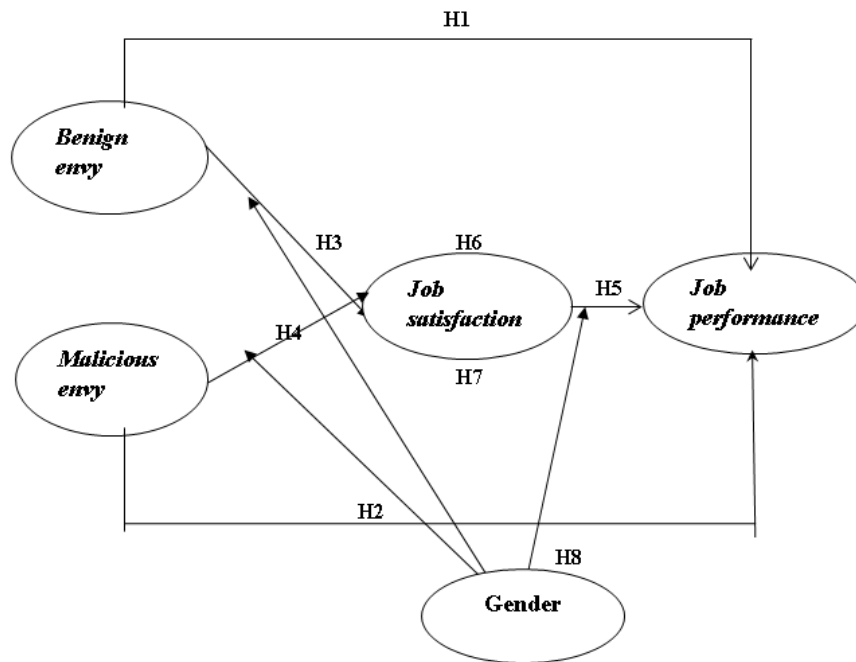 H1
Benign
envy
H3
H6
Job
satisfaction
H5
Job
performance
H4
Malicious
envy
H7
H2
H8
Gender